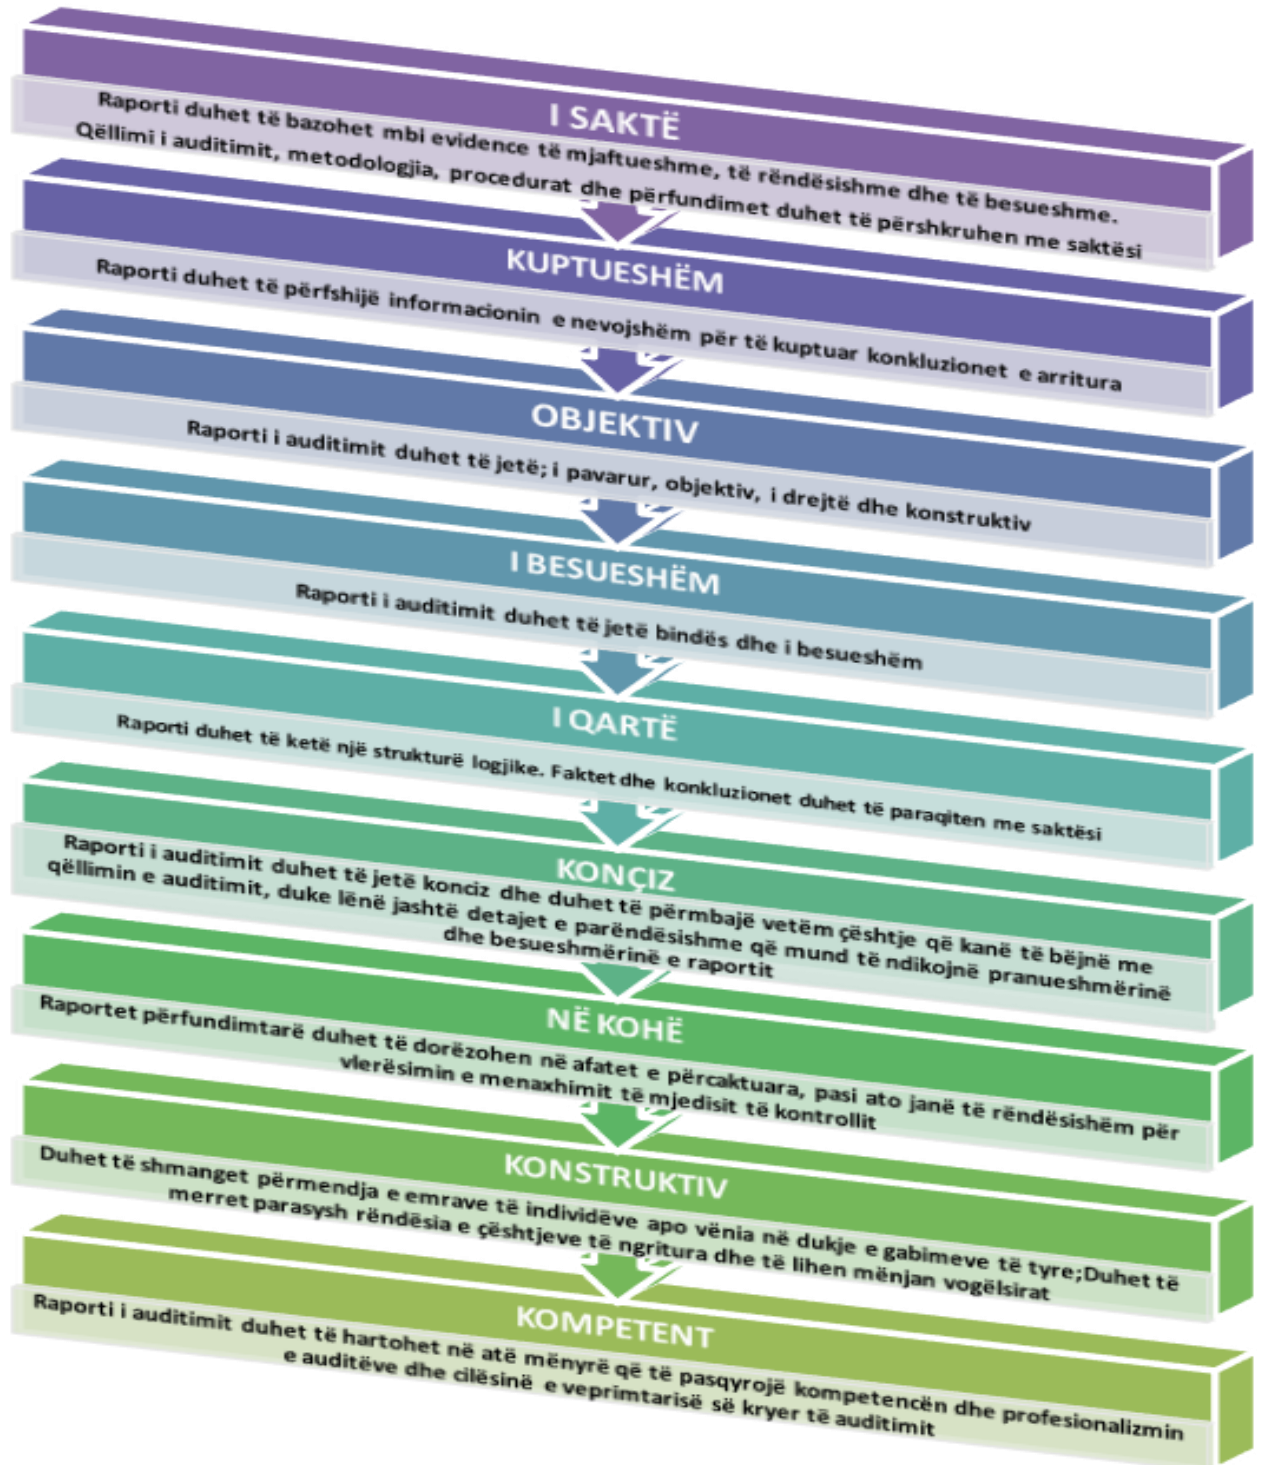 I SAKTË
Raporti duhet të bazohet mbi evidence të mjaftueshme, të rëndësishme dhe të besueshme.
Qëllimi i auditimit, metodologjia, procedurat dhe përfundimet duhet të përshkruhen me saktësi
KUPTUESHËM
Raporti duhet të përfshijë informacionin e nevojshëm për të kuptuar konkluzionet e arritura
OBJEKTIV
Raporti i auditimit duhet të jetë; i pavarur, objektiv, i drejtë dhe konstruktiv
I BESUESHËM
Raporti i auditimit duhet të jetë bindës dhe i besueshëm
I QARTË
Raporti duhet të ketë një strukturë logjike. Faktet dhe konkluzionet duhet të paraqiten me saktësi
KONÇIZ
Raporti i auditimit duhet të jetë konciz dhe duhet të përmbajë vetëm çështje që kanë të bëjnë me
qëllimin e auditimit, duke lënë jashtë detajet e parëndësishme që mund të ndikojnë pranueshmërinë
dhe besueshmërinë e raportit
NË KOHË
Raportet përfundimtarë duhet të dorëzohen në afatet e përcaktuara, pasi ato janë të rëndësishëm për
vlerësimin e menaxhimit të mjedisit të kontrollit
KONSTRUKTIV
Duhet të shmanget përmendja e emrave të individëve apo vënia në dukje e gabimeve të tyre;Duhet të
merret parasysh rëndësia e çështjeve të ngritura dhe të lihen mënjan vogëlsirat
KOMPETENT
Raporti i auditimit duhet të hartohet në atë mënyrë që të pasqyrojë kompetencën dhe profesionalizmin
e auditëve dhe cilësinë e veprimtarisë së kryer të auditimit